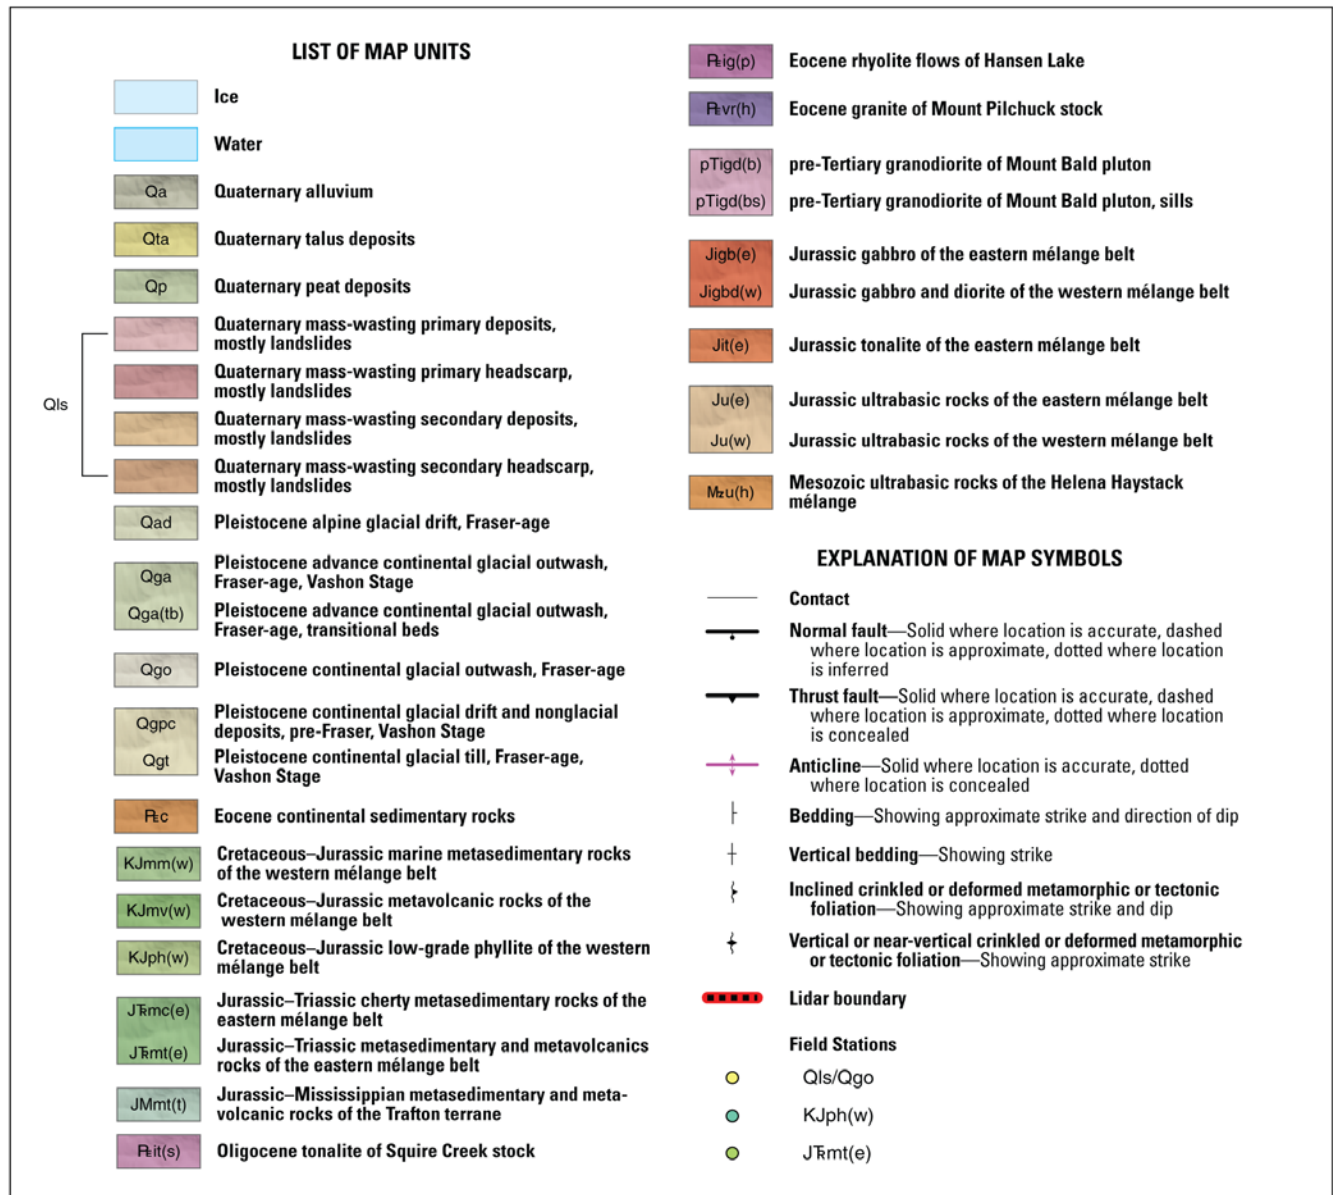 LIST OF MAP UNITS
Ice
Water
Qa Quaternary alluvium
Qta Quaternary talus deposits
Qp Quaternary peat deposits
Qls
Quaternary mass-wasting primary deposits,
mostly landslides
Quaternary mass-wasting primary headscarp,
mostly landslides
Quaternary mass-wasting secondary deposits,
mostly landslides
Quaternary mass-wasting secondary headscarp,
mostly landslides
Qad Pleistocene alpine glacial drift, Fraser-age
Qga Pleistocene advance continental glacial outwash,
Fraser-age, Vashon Stage
Qga(tb) Pleistocene advance continental glacial outwash,
Fraser-age, transitional beds
Qgo Pleistocene continental glacial outwash, Fraser-age
Qgpc Pleistocene continental glacial drift and nonglacial
deposits, pre-Fraser, Vashon Stage
Qgt Pleistocene continental glacial till, Fraser-age,
Vashon Stage
PEc Eocene continental sedimentary rocks
KJmm(w) Cretaceous–Jurassic marine metasedimentary rocks
of the western mélange belt
KJmv(w) Cretaceous–Jurassic metavolcanic rocks of the
western mélange belt
KJph(w) Cretaceous–Jurassic low-grade phyllite of the western
mélange belt
JTRmc(e) Jurassic–Triassic cherty metasedimentary rocks of the
eastern mélange belt
JTRmt(e) Jurassic–Triassic metasedimentary and metavolcanics
rocks of the eastern mélange belt
JMmt(t) Jurassic–Mississippian metasedimentary and meta-
volcanic rocks of the Trafton terrane
PEit(s) Oligocene tonalite of Squire Creek stock
PEig(p) Eocene rhyolite flows of Hansen Lake
PEvr(h) Eocene granite of Mount Pilchuck stock
pTigd(b) pre-Tertiary granodiorite of Mount Bald pluton
pTigd(bs) pre-Tertiary granodiorite of Mount Bald pluton, sills
Jigb(e) Jurassic gabbro of the eastern mélange belt
Jigbd(w) Jurassic gabbro and diorite of the western mélange belt
Jit(e) Jurassic tonalite of the eastern mélange belt
Ju(e) Jurassic ultrabasic rocks of the eastern mélange belt
Ju(w) Jurassic ultrabasic rocks of the western mélange belt
Mzu(h) Mesozoic ultrabasic rocks of the Helena Haystack
mélange
EXPLANATION OF MAP SYMBOLS
Contact
Normal fault—Solid where location is accurate, dashed
where location is approximate, dotted where location
is inferred
Thrust fault—Solid where location is accurate, dashed
where location is approximate, dotted where location
is concealed
Anticline—Solid where location is accurate, dotted
where location is concealed
Bedding—Showing approximate strike and direction of dip
Vertical bedding—Showing strike
Inclined crinkled or deformed metamorphic or tectonic
foliation—Showing approximate strike and dip
Vertical or near-vertical crinkled or deformed metamorphic
or tectonic foliation—Showing approximate strike
Lidar boundary
Field Stations
Qls/Qgo
KJph(w)
JTRmt(e)